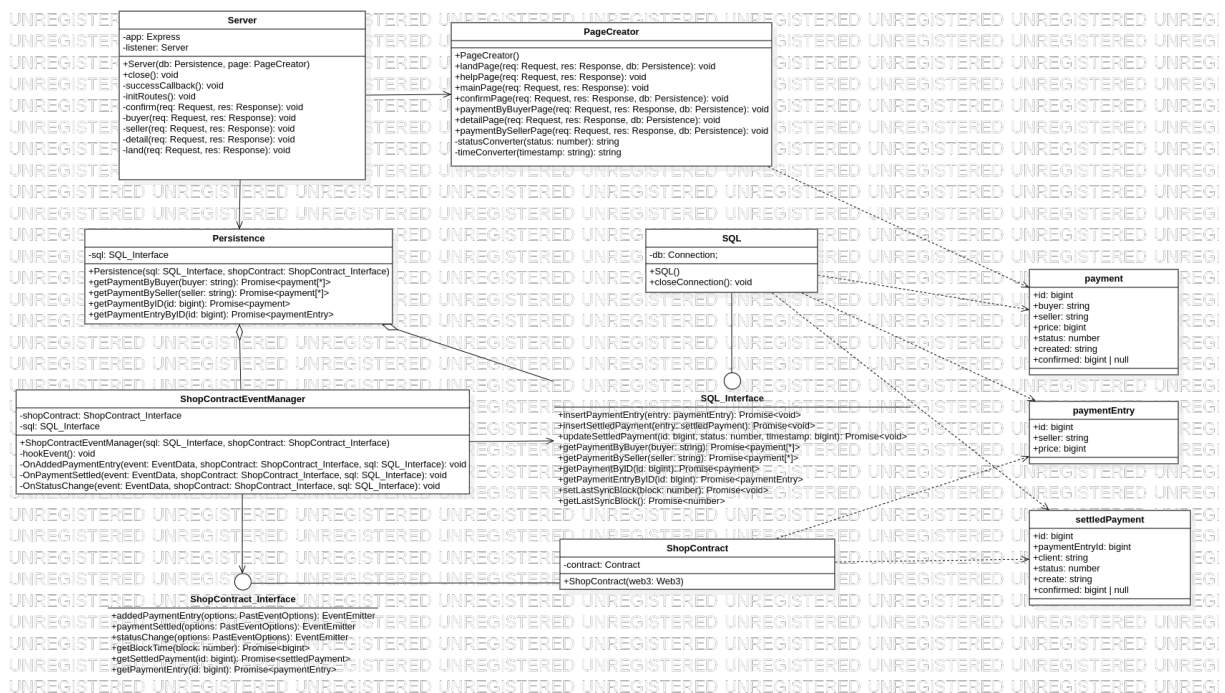 Server
-app: Express
-listener: Server
+Server(db: Persistence, page: PageCreator)
+close(): void
-successCallback(): void
-initRoutes(): void
-confirm(req: Request, res: Response): void
-buyer(req: Request, res: Response): void
-seller(req: Request, res: Response): void
-detail(req: Request, res: Response): void
-land(req: Request, res: Response): void
PageCreator
+PageCreator()
+landPage(req: Request, res: Response, db: Persistence): void
+helpPage(req: Request, res: Response): void
+mainPage(req: Request, res: Response): void
+confirmPage(req: Request, res: Response, db: Persistence): void
+paymentByBuyerPage(req: Request, res: Response, db: Persistence): void
+detailPage(req: Request, res: Response, db: Persistence): void
+paymentBySellerPage(req: Request, res: Response, db: Persistence): void
-statusConverter(status: number): string
-timeConverter(timestamp: string): string
Persistence
-sql: SQL_Interface
+Persistence(sql: SQL_Interface, shopContract: ShopContract_Interface)
+getPaymentByBuyer(buyer: string): Promise<payment[*]>
+getPaymentBySeller(seller: string): Promise<payment[*]>
+getPaymentByID(id: bigint): Promise<payment>
+getPaymentEntryByID(id: bigint): Promise<paymentEntry>
SQL
-db: Connection;
+SQL()
+closeConnection(): void
payment
+id: bigint
+buyer: string
+seller: string
+price: bigint
+status: number
+created: string
+confirmed: bigint | null
ShopContractEventManager
-shopContract: ShopContract_Interface
-sql: SQL_Interface
+ShopContractEventManager(sql: SQL_Interface, shopContract: ShopContract_Interface)
-hookEvent(): void
-OnAddedPaymentEntry(event: EventData, shopContract: ShopContract_Interface, sql: SQL_Interface): void
-OnPaymentSettled(event: EventData, shopContract: ShopContract_Interface, sql: SQL_Interface): void
-OnStatusChange(event: EventData, shopContract: ShopContract_Interface, sql: SQL_Interface): void
SQL_Interface
+insertPaymentEntry(entry: paymentEntry): Promise<void>
+insertSettledPayment(entry: settledPayment): Promise<void>
+updateSettledPayment(id: bigint, status: number, timestamp: bigint): Promise<void>
+getPaymentByBuyer(buyer: string): Promise<payment[*]>
+getPaymentBySeller(seller: string): Promise<payment[*]>
+getPaymentByID(id: bigint): Promise<payment>
+getPaymentEntryByID(id: bigint): Promise<paymentEntry>
+setLastSyncBlock(block: number): Promise<void>
+getLastSyncBlock(): Promise<number>
paymentEntry
+id: bigint
+seller: string
+price: bigint
settledPayment
+id: bigint
+paymentEntryId: bigint
+client: string
+status: number
+create: string
+confirmed: bigint | null
ShopContract
-contract: Contract
+ShopContract(web3: Web3)
ShopContract_Interface
+addedPaymentEntry(options: PastEventOptions): EventEmitter
+paymentSettled(options: PastEventOptions): EventEmitter
+statusChange(options: PastEventOptions): EventEmitter
+getBlockTime(block: number): Promise<bigint>
+getSettledPayment(id: bigint): Promise<settledPayment>
+getPaymentEntry(id: bigint): Promise<paymentEntry>
UNREGISTERED